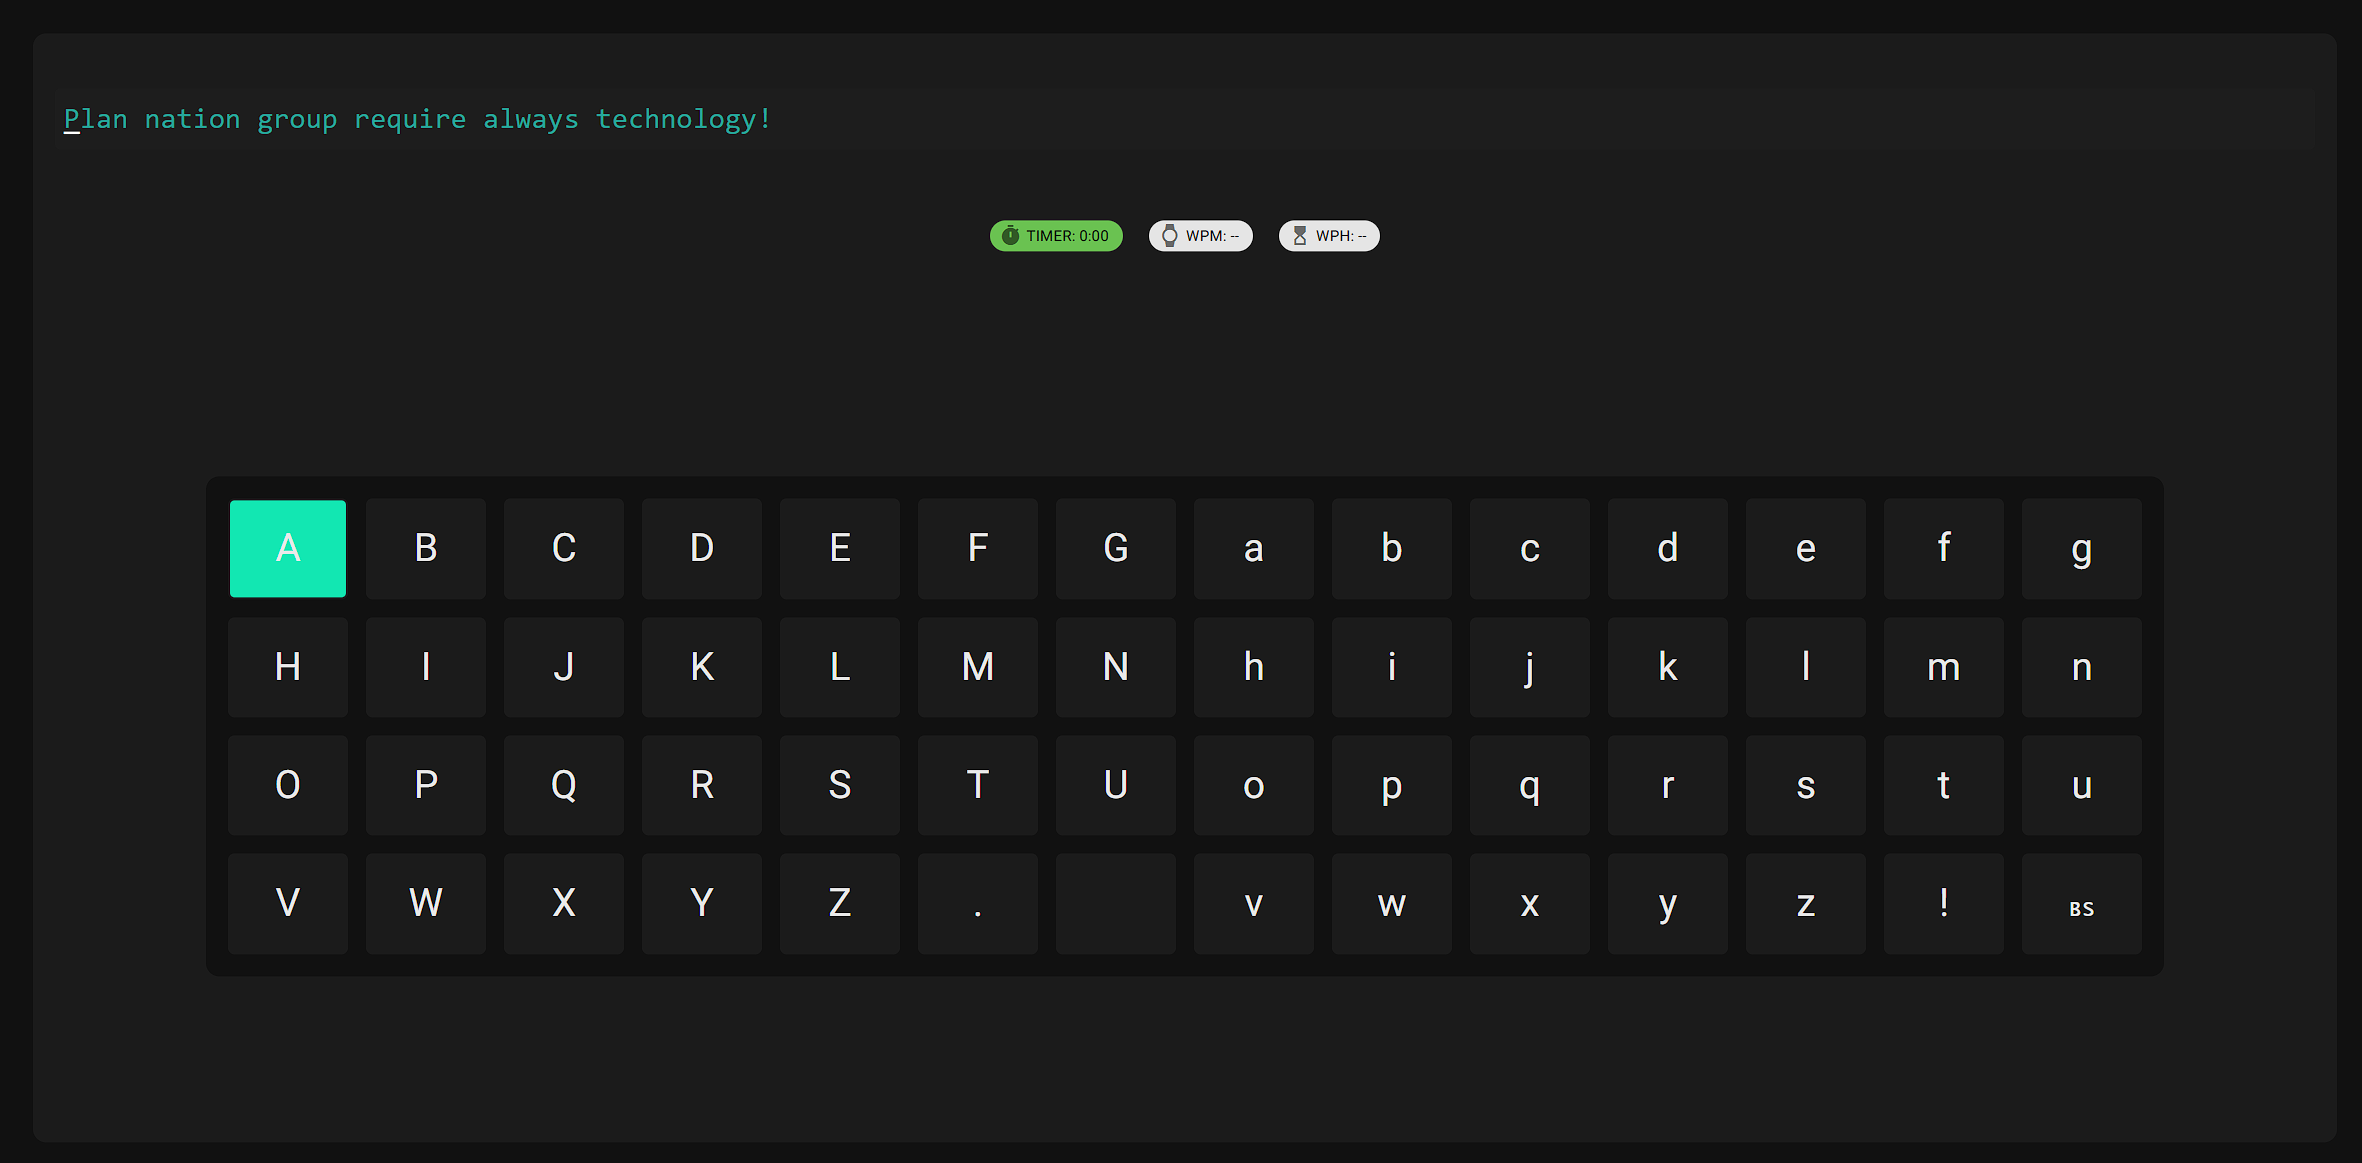 Plan nation group require always technology!
TIMER: 0:00 WPM: -- WPH: --
A B C D E F G a b c d e f g
H I J K L M N h i j k l m n
O P Q R S T U o p q r s t u
V W X Y Z . v w x y z ! BS